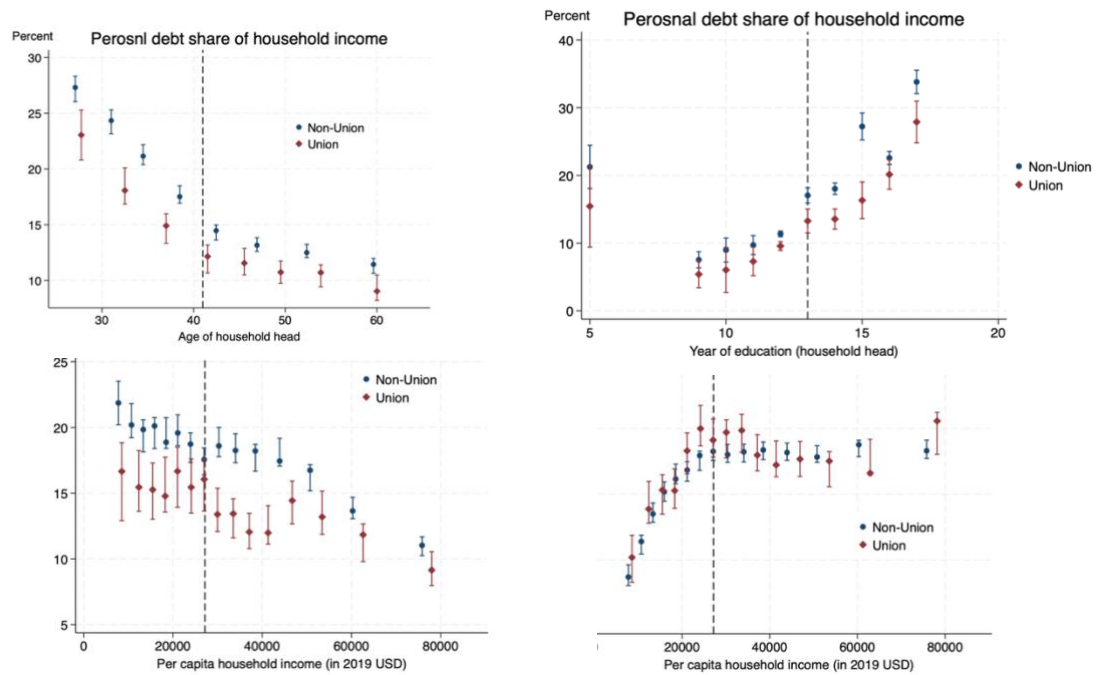 Percent
Perosnl debt share of household income
30
25
20
15
10
Non-Union
Union
30
40
50
60
Age of household head
Percent
Perosnal debt share of household income
40
30
20
10
0
Non-Union
Union
5
10
15
20
Year of education (household head)
25
20
15
10
5
Non-Union
Union
0
20000
40000
60000
80000
Per capita household income (in 2019 USD)
Non-Union
Union
20000
40000
60000
80000
Per capita household income (in 2019 USD)